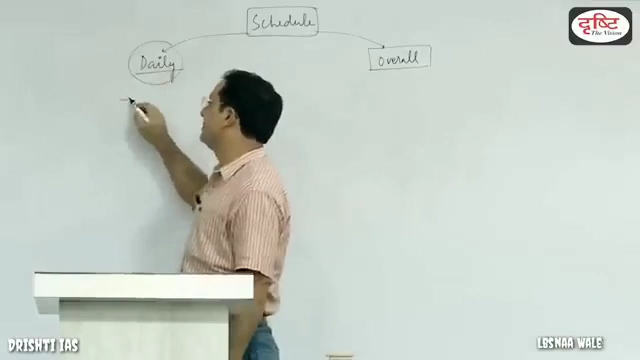 Schedule
Daily
Overall
दृष्टि
The Vision
DRISHTI IAS
LBSNAA WALE